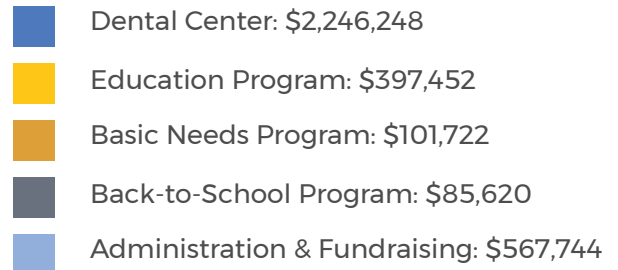 Dental Center: $2,246,248
Education Program: $397,452
Basic Needs Program: $101,722
Back-to-School Program: $85,620
Administration & Fundraising: $567,744